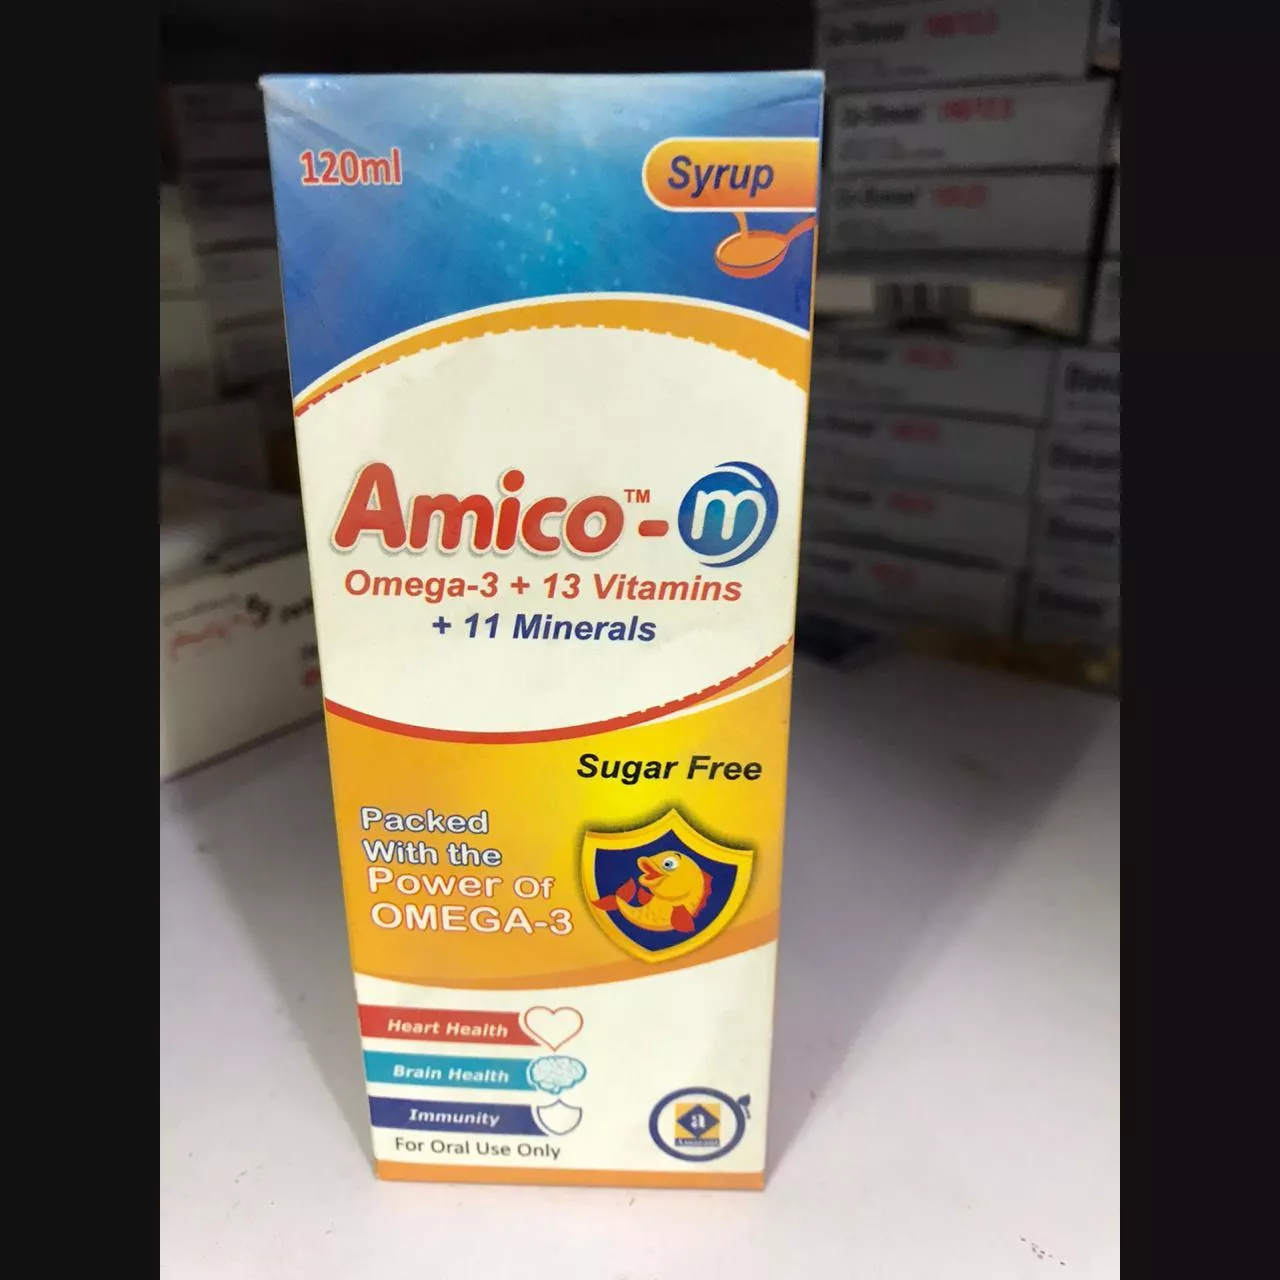 120ml
Syrup
Amico™-m
Omega-3 + 13 Vitamins
+ 11 Minerals
Sugar Free
Packed
With the
Power Of
OMEGA-3
Heart Health
Brain Health
Immunity
For Oral Use Only
a